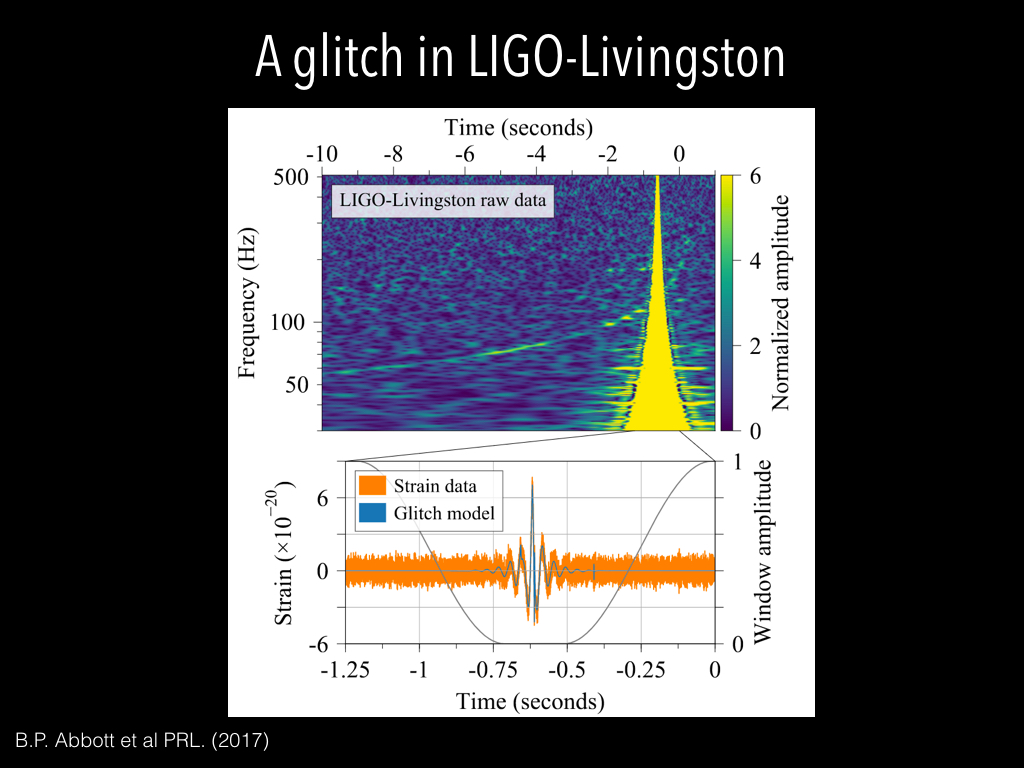 A glitch in LIGO-Livingston
Time (seconds)
-10 -8 -6 -4 -2 0
500
100
50
Frequency (Hz)
LIGO-Livingston raw data
6
4
2
0
Normalized amplitude
Strain data
Glitch model
6
0
-6
Strain (×10⁻²⁰)
1
0
Window amplitude
-1.25 -1 -0.75 -0.5 -0.25 0
Time (seconds)
B.P. Abbott et al PRL. (2017)